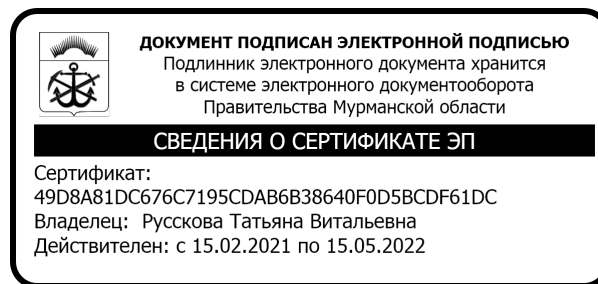 ДОКУМЕНТ ПОДПИСАН ЭЛЕКТРОННОЙ ПОДПИСЬЮ
Подлинник электронного документа хранится
в системе электронного документооборота
Правительства Мурманской области
СВЕДЕНИЯ О СЕРТИФИКАТЕ ЭП
Сертификат:
49D8A81DC676C7195CDAB6B38640F0D5BCDF61DC
Владелец: Русскова Татьяна Витальевна
Действителен: с 15.02.2021 по 15.05.2022